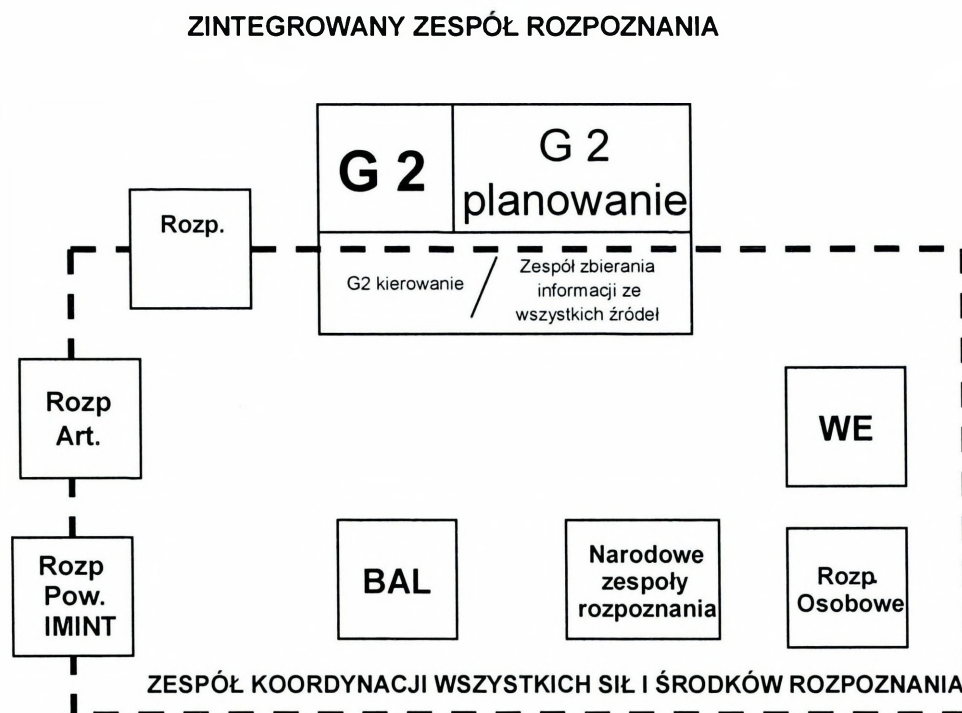 ZINTEGROWANY ZESPÓŁ ROZPOZNANIA
G 2
G 2
planowanie
Rozp.
G2 kierowanie
/
Zespół zbierania
informacji ze
wszystkich źródeł
Rozp
Art.
WE
Rozp
Pow.
IMINT
BAL
Narodowe
zespoły
rozpoznania
Rozp.
Osobowe
ZESPÓŁ KOORDYNACJI WSZYSTKICH SIŁ I ŚRODKÓW ROZPOZNANIA